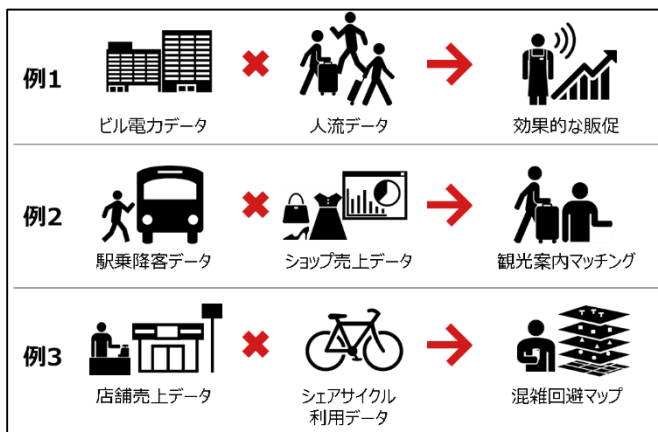 例1
ビル電力データ
人流データ
効果的な販促
例2
駅乗降客データ
ショップ売上データ
観光案内マッチング
例3
店舗売上データ
シェアサイクル
利用データ
混雑回避マップ